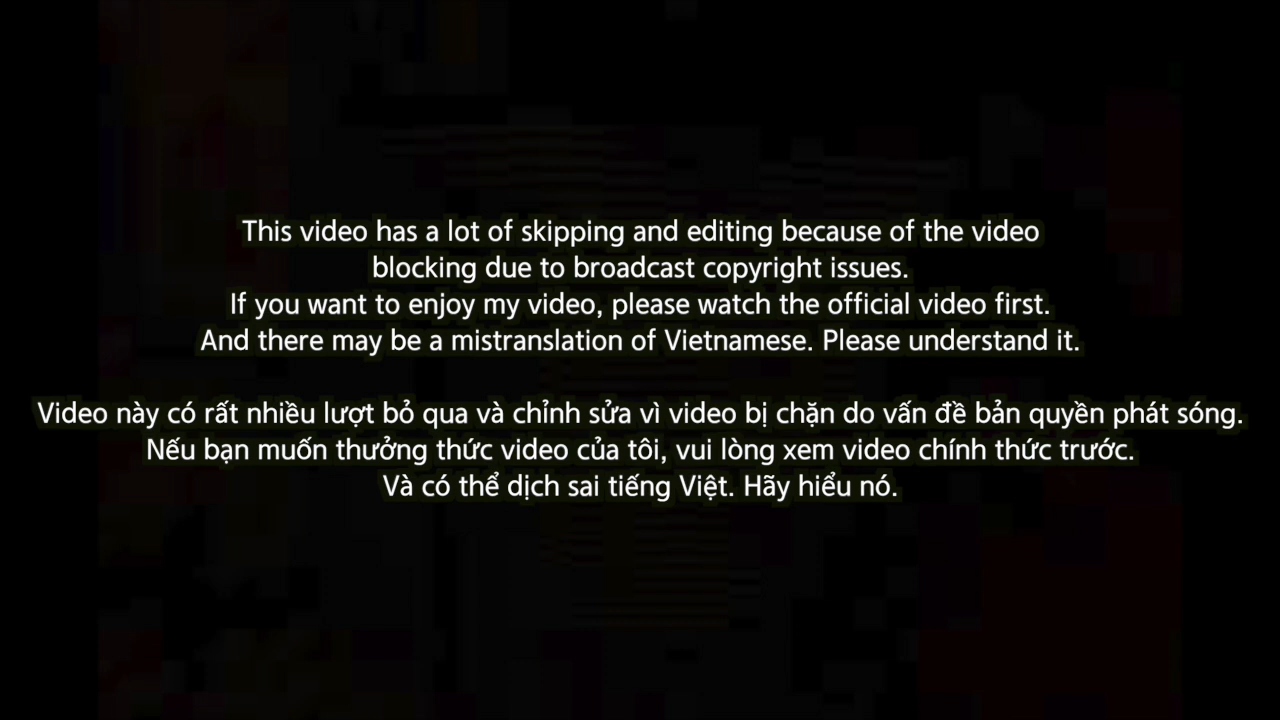 This video has a lot of skipping and editing because of the video
blocking due to broadcast copyright issues.
If you want to enjoy my video, please watch the official video first.
And there may be a mistranslation of Vietnamese. Please understand it.
Video này có rất nhiều lượt bỏ qua và chỉnh sửa vì video bị chặn do vấn đề bản quyền phát sóng.
Nếu bạn muốn thưởng thức video của tôi, vui lòng xem video chính thức trước.
Và có thể dịch sai tiếng Việt. Hãy hiểu nó.